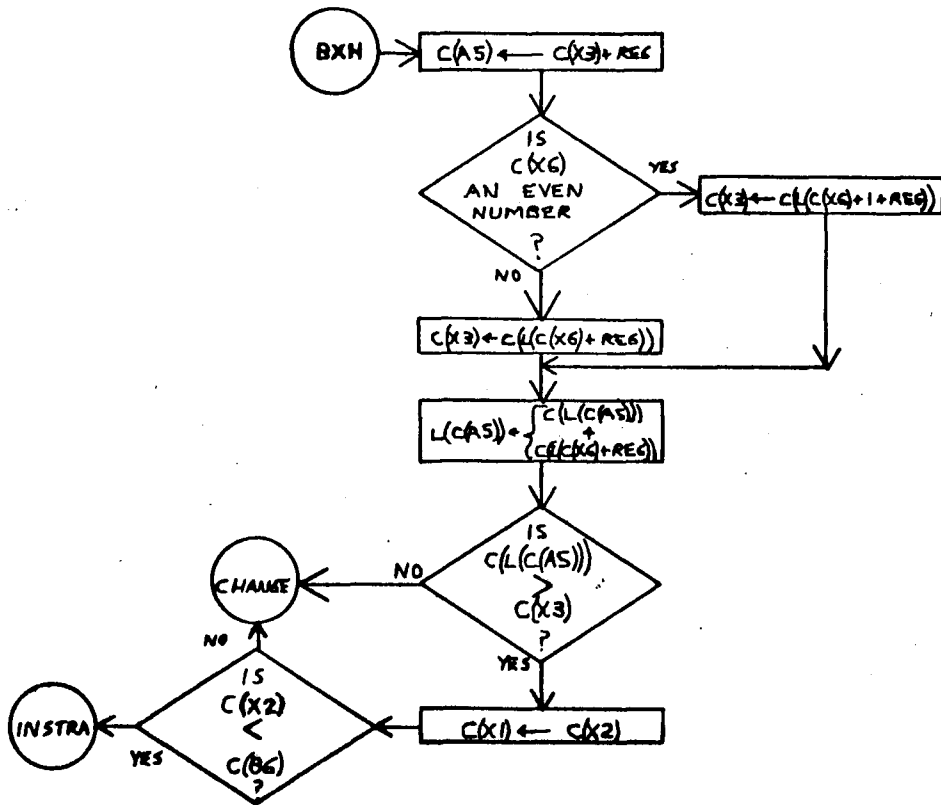 BXH
C(A5) ← C(X3)+REG
IS
C(X6)
AN EVEN
NUMBER
?
YES
C(X3)← C(L(C(X6)+1+REG))
NO
C(X3)← C(L(C(X6)+REG))
L(C(A5))← { C(L(C(A5)))
+
C(L(C(X6)+REG))
IS
C(L(C(A5)))
>
C(X3)
?
NO
CHANGE
YES
C(X1) ← C(X2)
NO
IS
C(X2)
<
C(B6)
?
YES
INSTRA